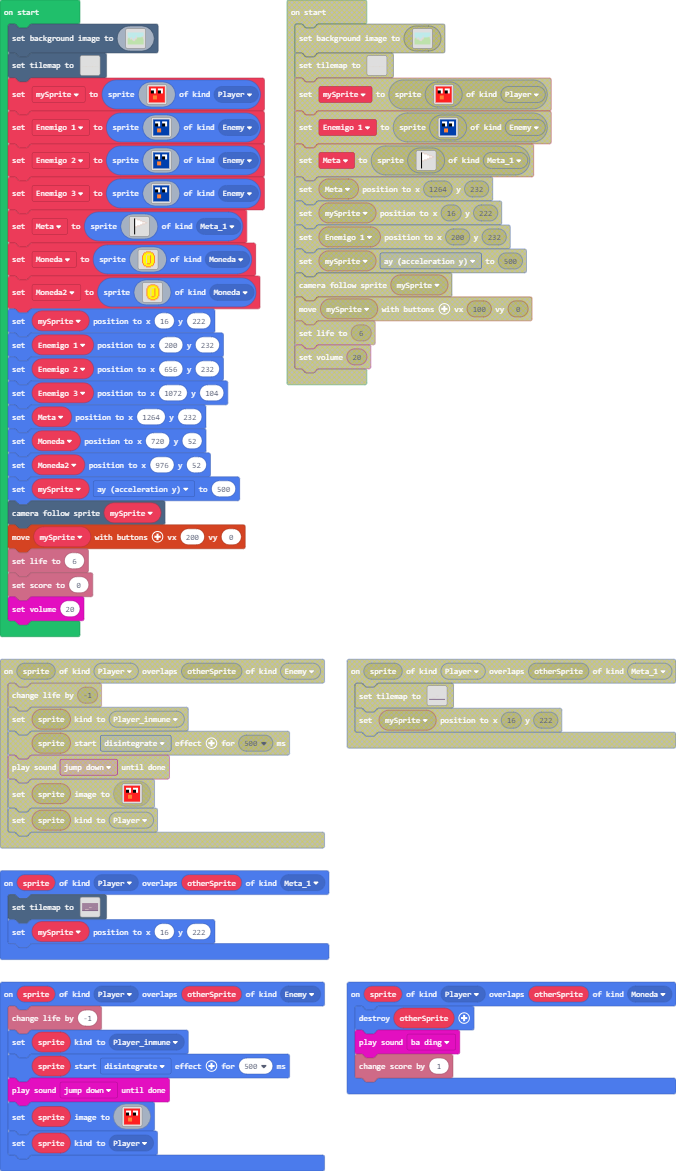 on start
set background image to
set tilemap to
set mySprite to sprite of kind Player
set Enemigo 1 to sprite of kind Enemy
set Enemigo 2 to sprite of kind Enemy
set Enemigo 3 to sprite of kind Enemy
set Meta to sprite of kind Meta_1
set Moneda to sprite of kind Moneda
set Moneda2 to sprite of kind Moneda
set mySprite position to x 16 y 222
set Enemigo 1 position to x 200 y 232
set Enemigo 2 position to x 656 y 232
set Enemigo 3 position to x 1072 y 104
set Meta position to x 1264 y 232
set Moneda position to x 720 y 52
set Moneda2 position to x 976 y 52
set mySprite ay (acceleration y) to 500
camera follow sprite mySprite
move mySprite with buttons vx 200 vy 0
set life to 6
set score to 0
set volume 20
on start
set background image to
set tilemap to
set mySprite to sprite of kind Player
set Enemigo 1 to sprite of kind Enemy
set Meta to sprite of kind Meta_1
set Meta position to x 1264 y 232
set mySprite position to x 16 y 222
set Enemigo 1 position to x 200 y 232
set mySprite ay (acceleration y) to 500
camera follow sprite mySprite
move mySprite with buttons vx 100 vy 0
set life to 6
set volume 20
on sprite of kind Player overlaps otherSprite of kind Enemy
change life by -1
set sprite kind to Player_inmune
sprite start disintegrate effect for 500 ms
play sound jump down until done
set sprite image to
set sprite kind to Player
on sprite of kind Player overlaps otherSprite of kind Meta_1
set tilemap to
set mySprite position to x 16 y 222
on sprite of kind Player overlaps otherSprite of kind Meta_1
set tilemap to
set mySprite position to x 16 y 222
on sprite of kind Player overlaps otherSprite of kind Enemy
change life by -1
set sprite kind to Player_inmune
sprite start disintegrate effect for 500 ms
play sound jump down until done
set sprite image to
set sprite kind to Player
on sprite of kind Player overlaps otherSprite of kind Moneda
destroy otherSprite
play sound ba ding
change score by 1